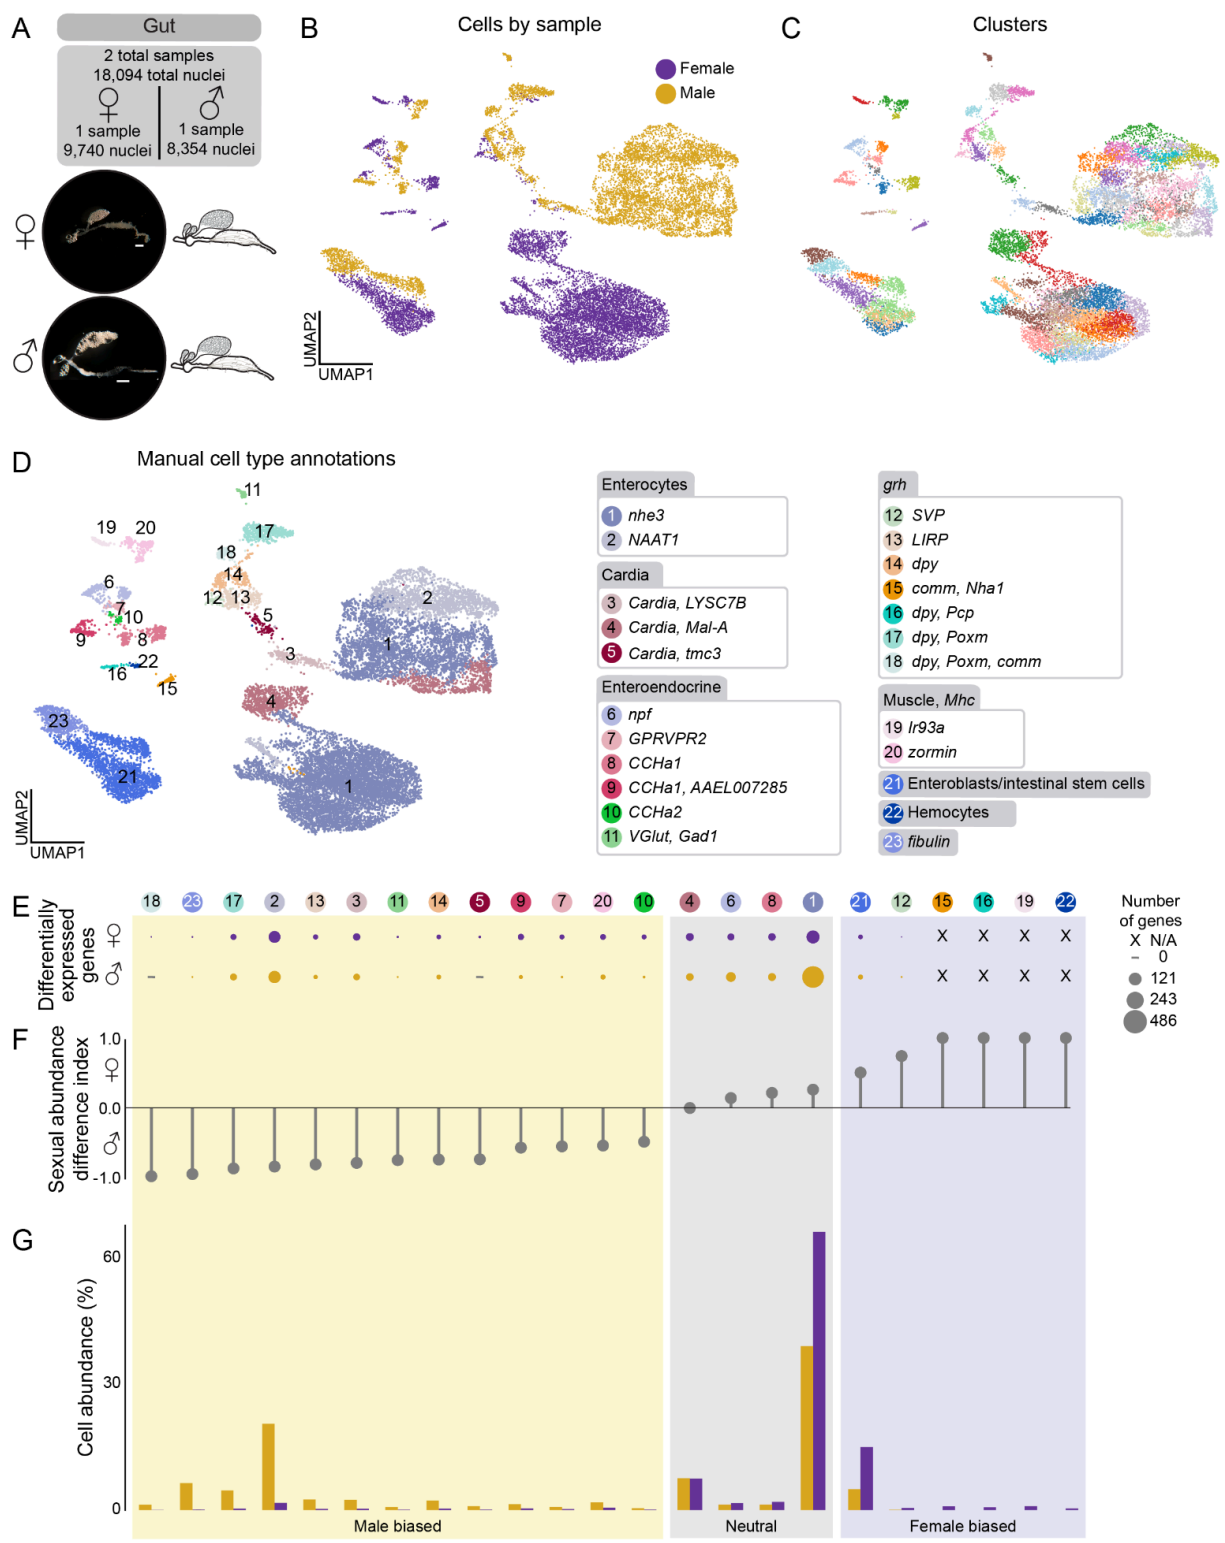 A
Gut
2 total samples
18,094 total nuclei
♀
♂
1 sample
9,740 nuclei
1 sample
8,354 nuclei
♀
♂
B
Cells by sample
Female
Male
UMAP2
UMAP1
C
Clusters
D
Manual cell type annotations
11
19
20
17
18
6
14
7
12
13
10
5
2
9
8
1
3
22
16
15
4
23
21
1
UMAP2
UMAP1
Enterocytes
1 nhe3
2 NAAT1
Cardia
3 Cardia, LYSC7B
4 Cardia, Mal-A
5 Cardia, tmc3
Enteroendocrine
6 npf
7 GPRVPR2
8 CCHa1
9 CCHa1, AAEL007285
10 CCHa2
11 VGlut, Gad1
grh
12 SVP
13 LIRP
14 dpy
15 comm, Nha1
16 dpy, Pcp
17 dpy, Poxm
18 dpy, Poxm, comm
Muscle, Mhc
19 Ir93a
20 zormin
21 Enteroblasts/intestinal stem cells
22 Hemocytes
23 fibulin
E
18 23 17 2 13 3 11 14 5 9 7 20 10 4 6 8 1 21 12 15 16 19 22
Differentially
expressed
genes
♀
X X X X
♂
X X X X
Number
of genes
X N/A
- 0
121
243
486
F
Sexual abundance
difference index
1.0
♀
0.0
♂
-1.0
G
Cell abundance (%)
60
30
0
Male biased
Neutral
Female biased